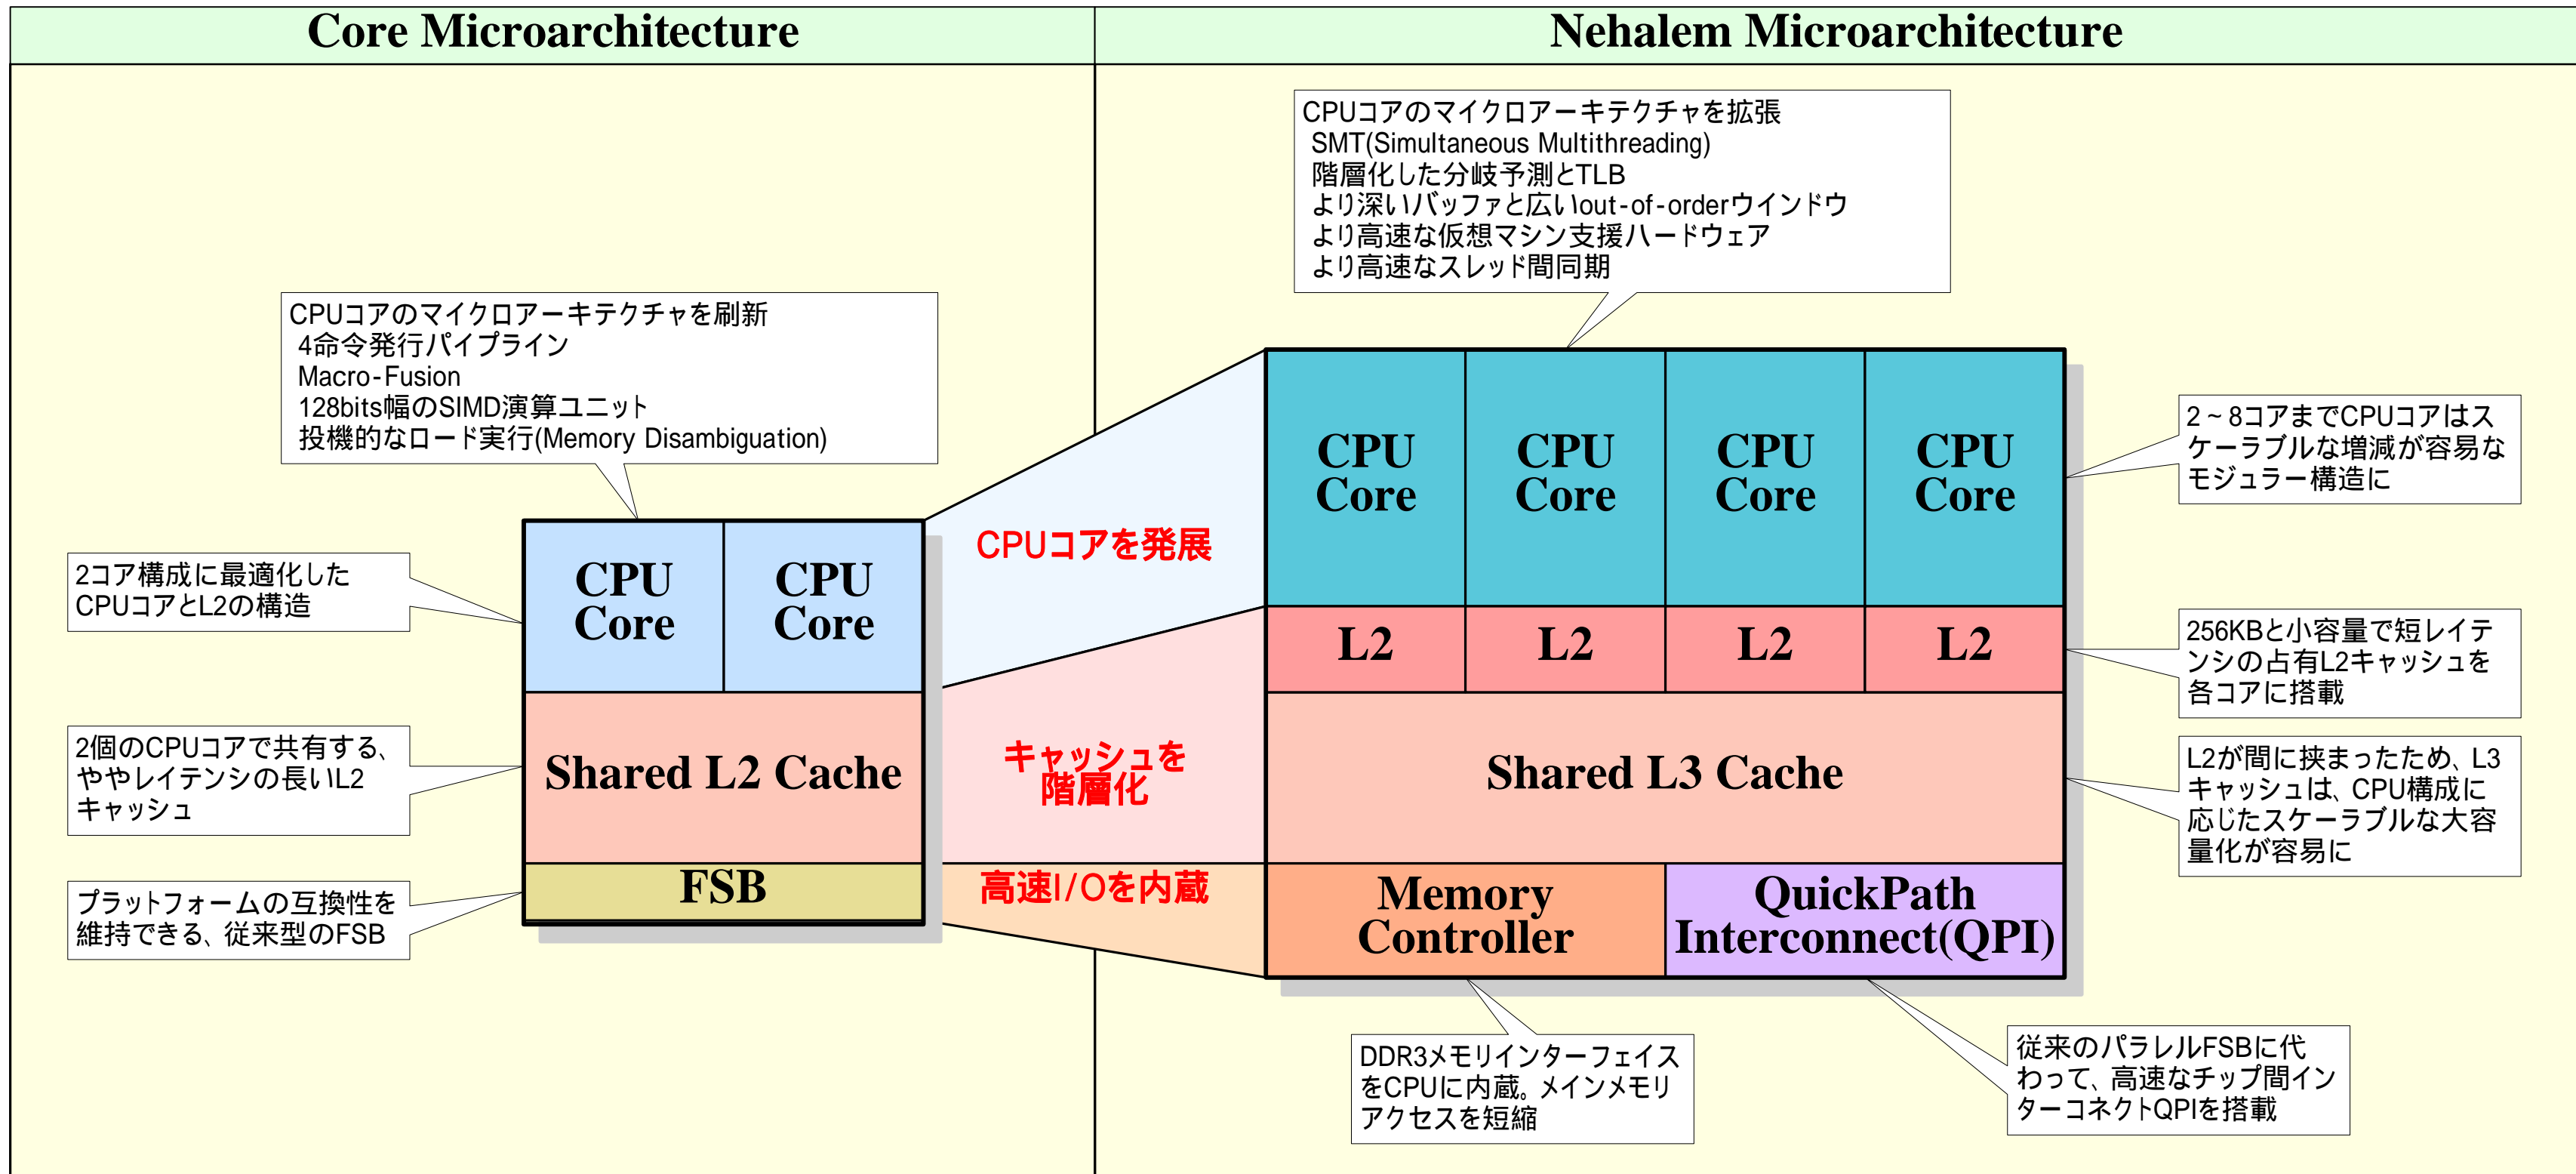 Core Microarchitecture
Nehalem Microarchitecture
CPUコアのマイクロアーキテクチャを刷新
4命令発行パイプライン
Macro-Fusion
128bits幅のSIMD演算ユニット
投機的なロード実行(Memory Disambiguation)
2コア構成に最適化した
CPUコアとL2の構造
2個のCPUコアで共有する、
ややレイテンシの長いL2
キャッシュ
プラットフォームの互換性を
維持できる、従来型のFSB
CPU
Core
CPU
Core
Shared L2 Cache
FSB
CPUコアを発展
キャッシュを
階層化
高速I/Oを内蔵
CPUコアのマイクロアーキテクチャを拡張
SMT(Simultaneous Multithreading)
階層化した分岐予測とTLB
より深いバッファと広いout-of-orderウインドウ
より高速な仮想マシン支援ハードウェア
より高速なスレッド間同期
CPU
Core
CPU
Core
CPU
Core
CPU
Core
L2
L2
L2
L2
Shared L3 Cache
Memory
Controller
QuickPath
Interconnect(QPI)
2~8コアまでCPUコアはス
ケーラブルな増減が容易な
モジュラー構造に
256KBと小容量で短レイテ
ンシの占有L2キャッシュを
各コアに搭載
L2が間に挟まったため、L3
キャッシュは、CPU構成に
応じたスケーラブルな大容
量化が容易に
DDR3メモリインターフェイス
をCPUに内蔵。メインメモリ
アクセスを短縮
従来のパラレルFSBに代
わって、高速なチップ間イン
ターコネクトQPIを搭載